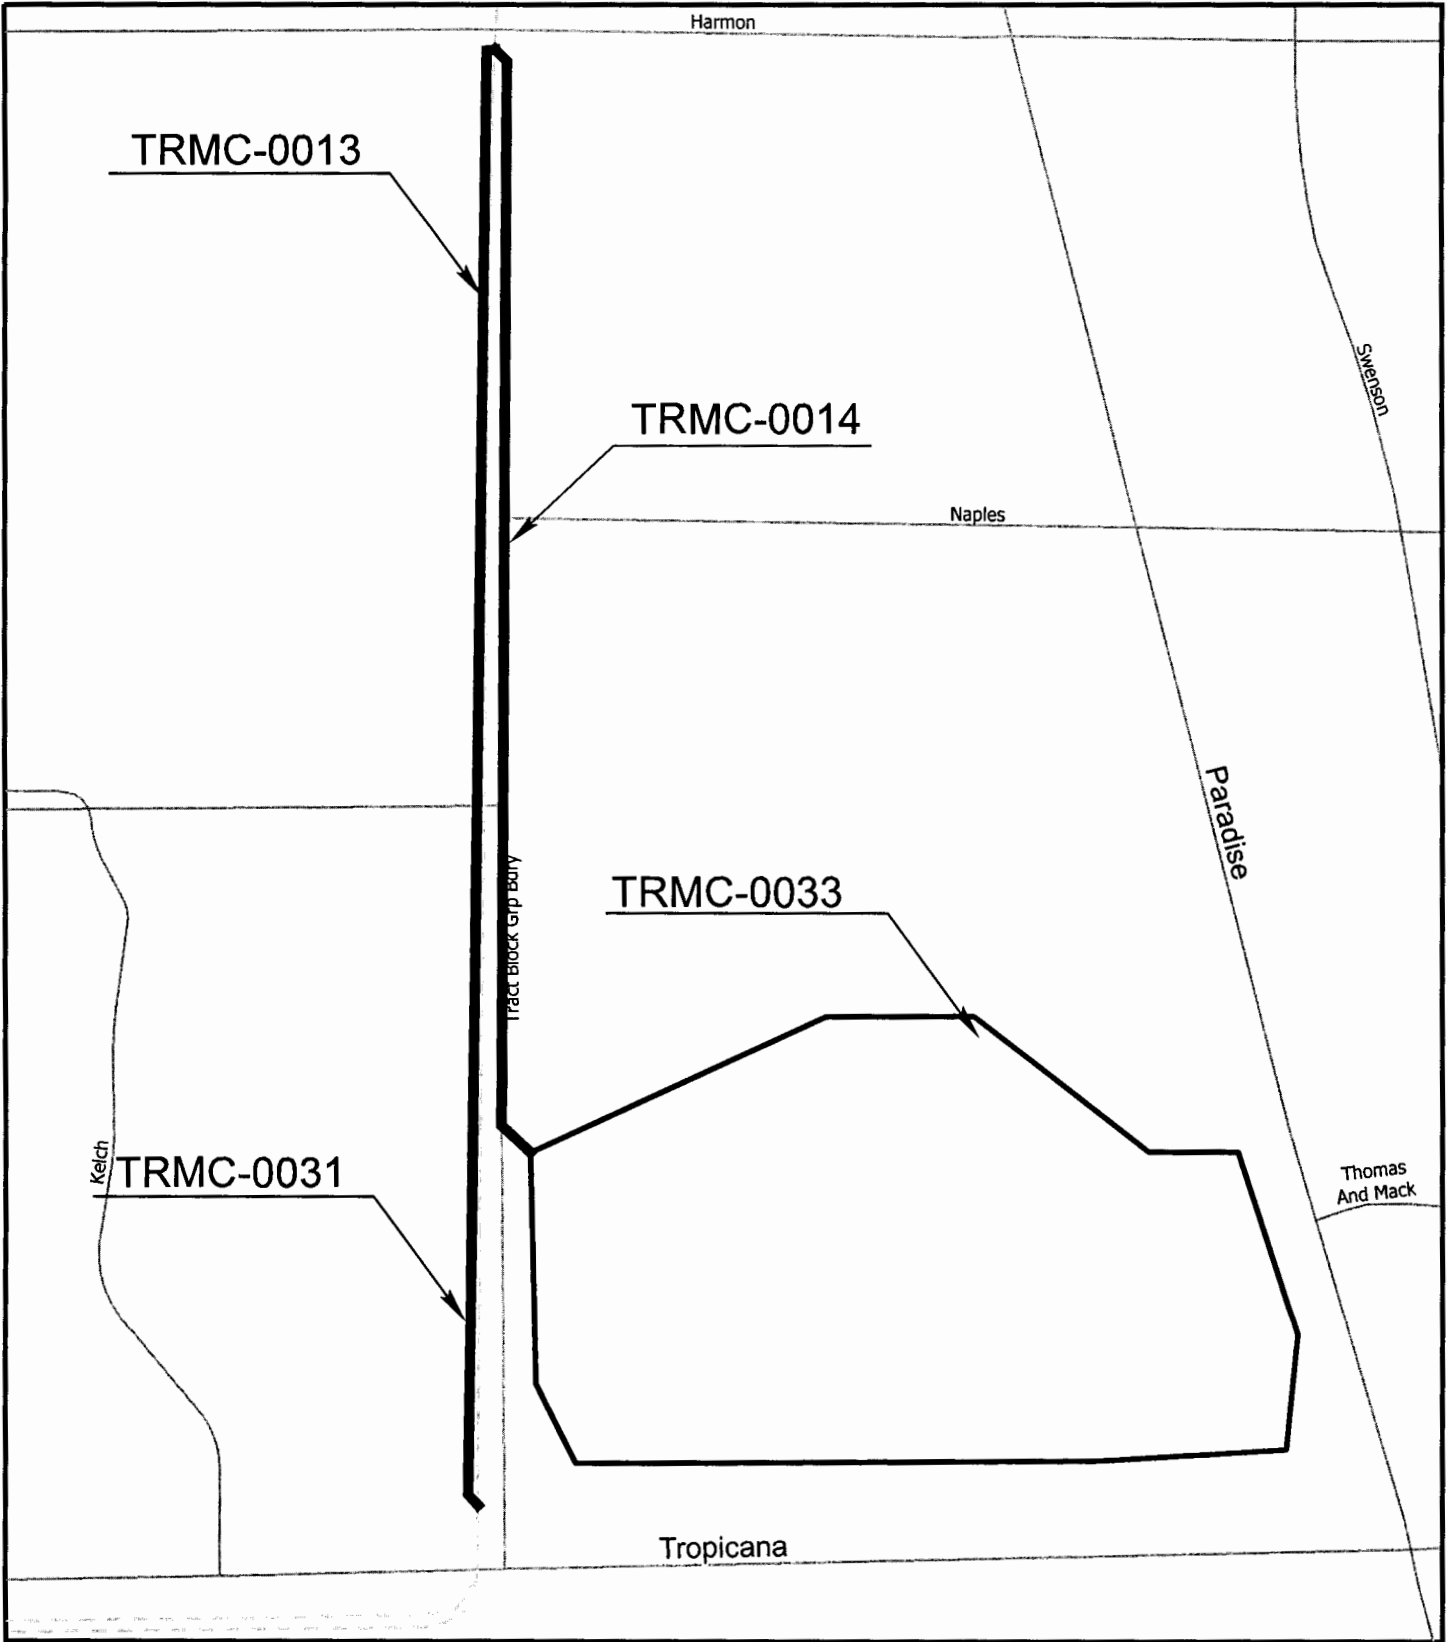 Harmon
TRMC-0013
Swenson
TRMC-0014
Naples
Paradise
Tract Block Grp Bdry
TRMC-0033
Kelch
TRMC-0031
Thomas
And Mack
Tropicana